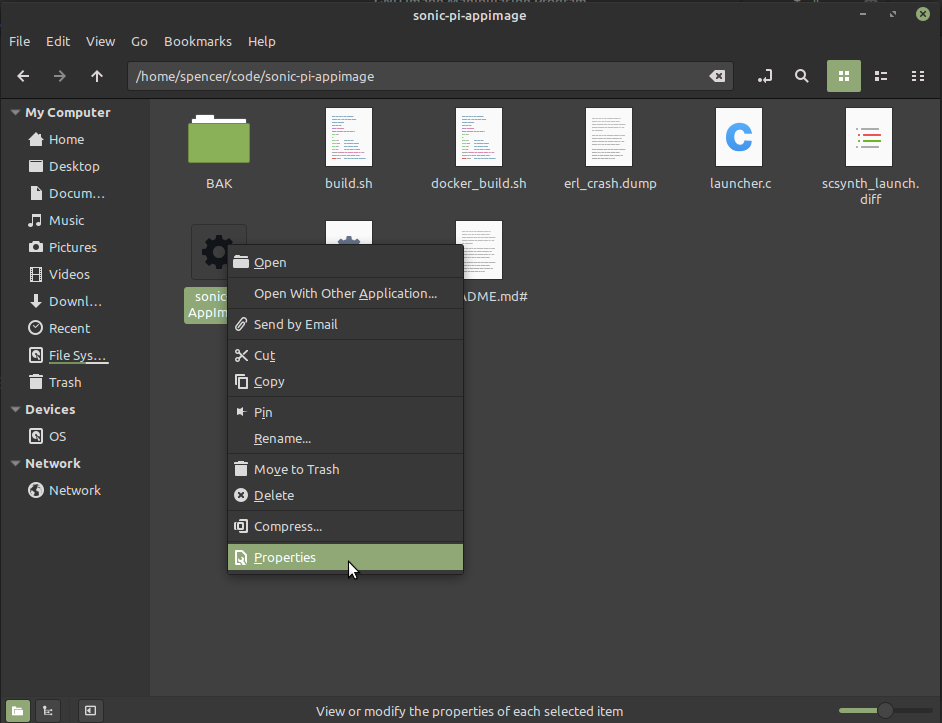 sonic-pi-appimage
File Edit View Go Bookmarks Help
/home/spencer/code/sonic-pi-appimage
My Computer
Home
Desktop
Docum...
Music
Pictures
Videos
Downl...
Recent
File Sys...
Trash
Devices
OS
Network
Network
BAK
build.sh
docker_build.sh
erl_crash.dump
launcher.c
scsynth_launch.
diff
sonic
AppIm
DME.md#
Open
Open With Other Application...
Send by Email
Cut
Copy
Pin
Rename...
Move to Trash
Delete
Compress...
Properties
View or modify the properties of each selected item